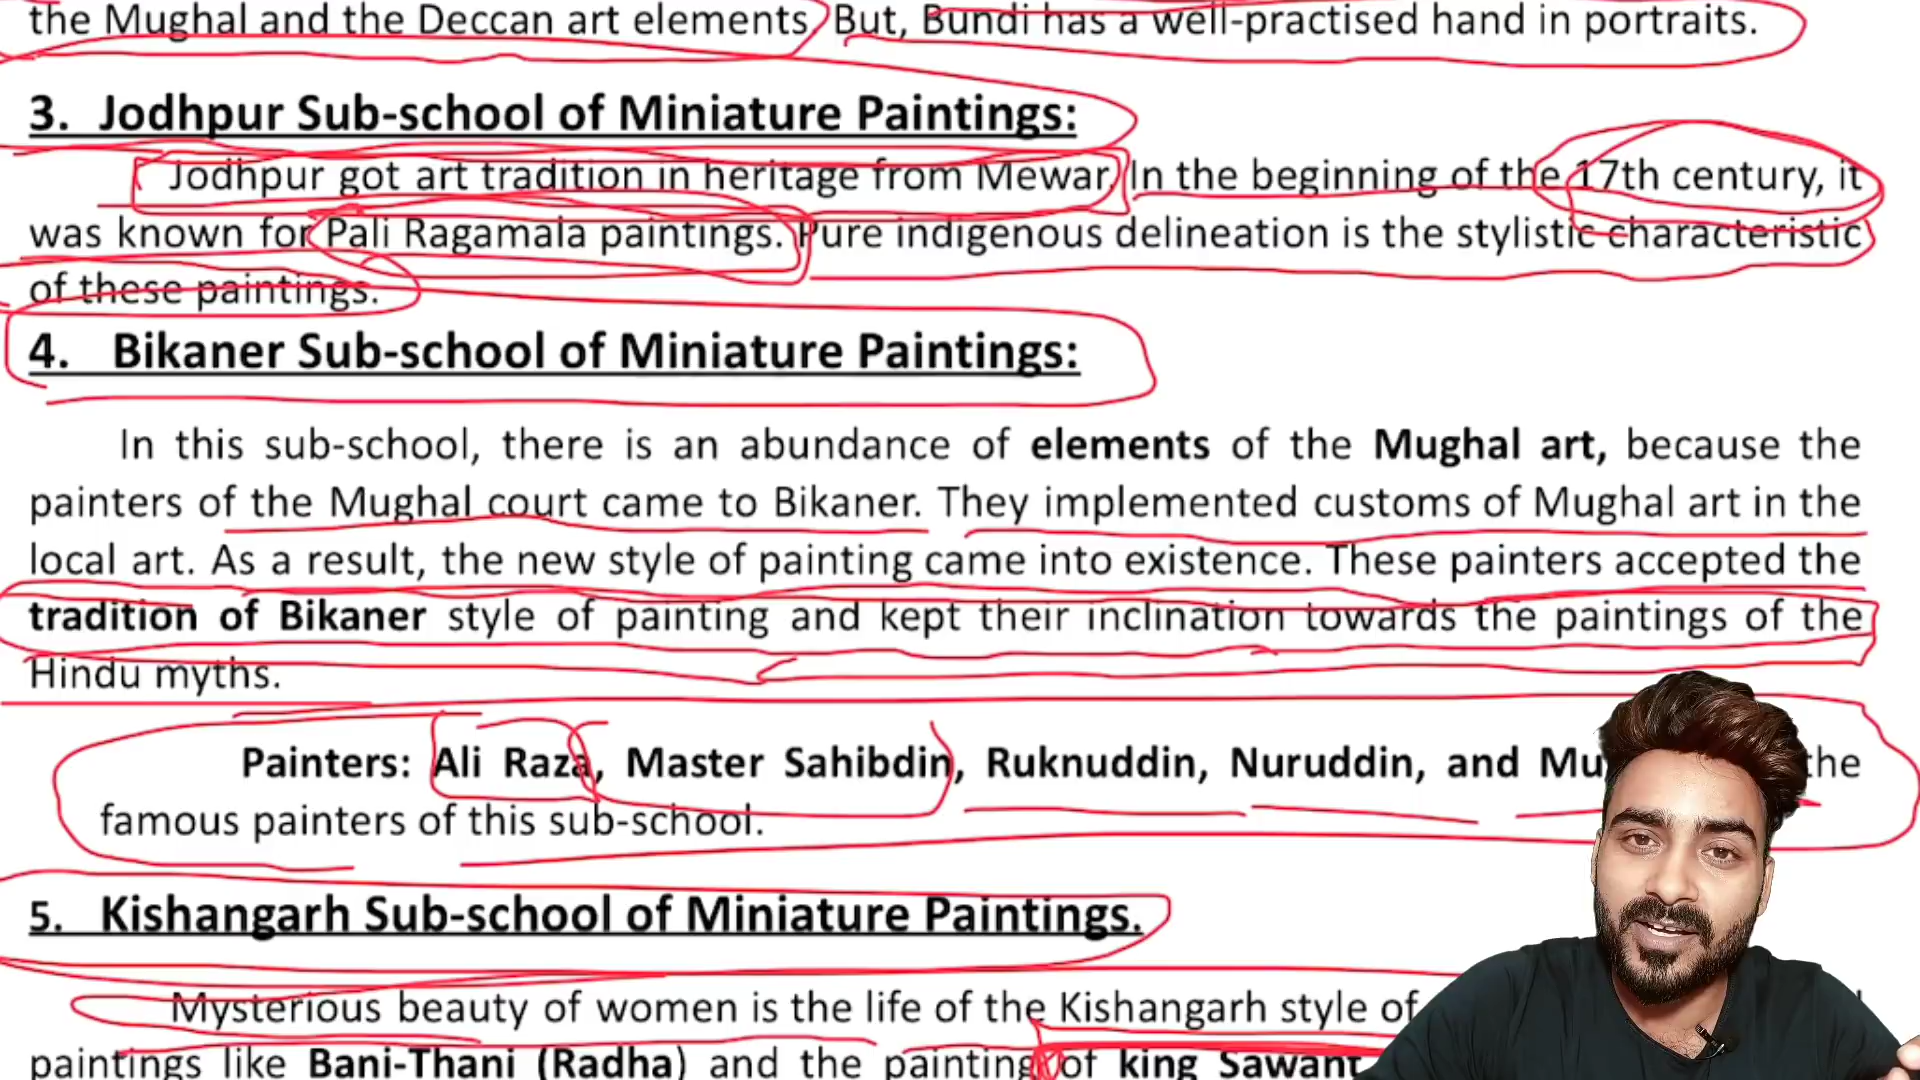 the Mughal and the Deccan art elements. But, Bundi has a well-practised hand in portraits.
3. Jodhpur Sub-school of Miniature Paintings:
Jodhpur got art tradition in heritage from Mewar. In the beginning of the 17th century, it
was known for Pali Ragamala paintings. Pure indigenous delineation is the stylistic characteristic
of these paintings.
4. Bikaner Sub-school of Miniature Paintings:
In this sub-school, there is an abundance of elements of the Mughal art, because the
painters of the Mughal court came to Bikaner. They implemented customs of Mughal art in the
local art. As a result, the new style of painting came into existence. These painters accepted the
tradition of Bikaner style of painting and kept their inclination towards the paintings of the
Hindu myths.
Painters: Ali Raza, Master Sahibdin, Ruknuddin, Nuruddin, and the
famous painters of this sub-school.
5. Kishangarh Sub-school of Miniature Paintings.
Mysterious beauty of women is the life of the Kishangarh style of
paintings like Bani-Thani (Radha) and the painting of king Sawant